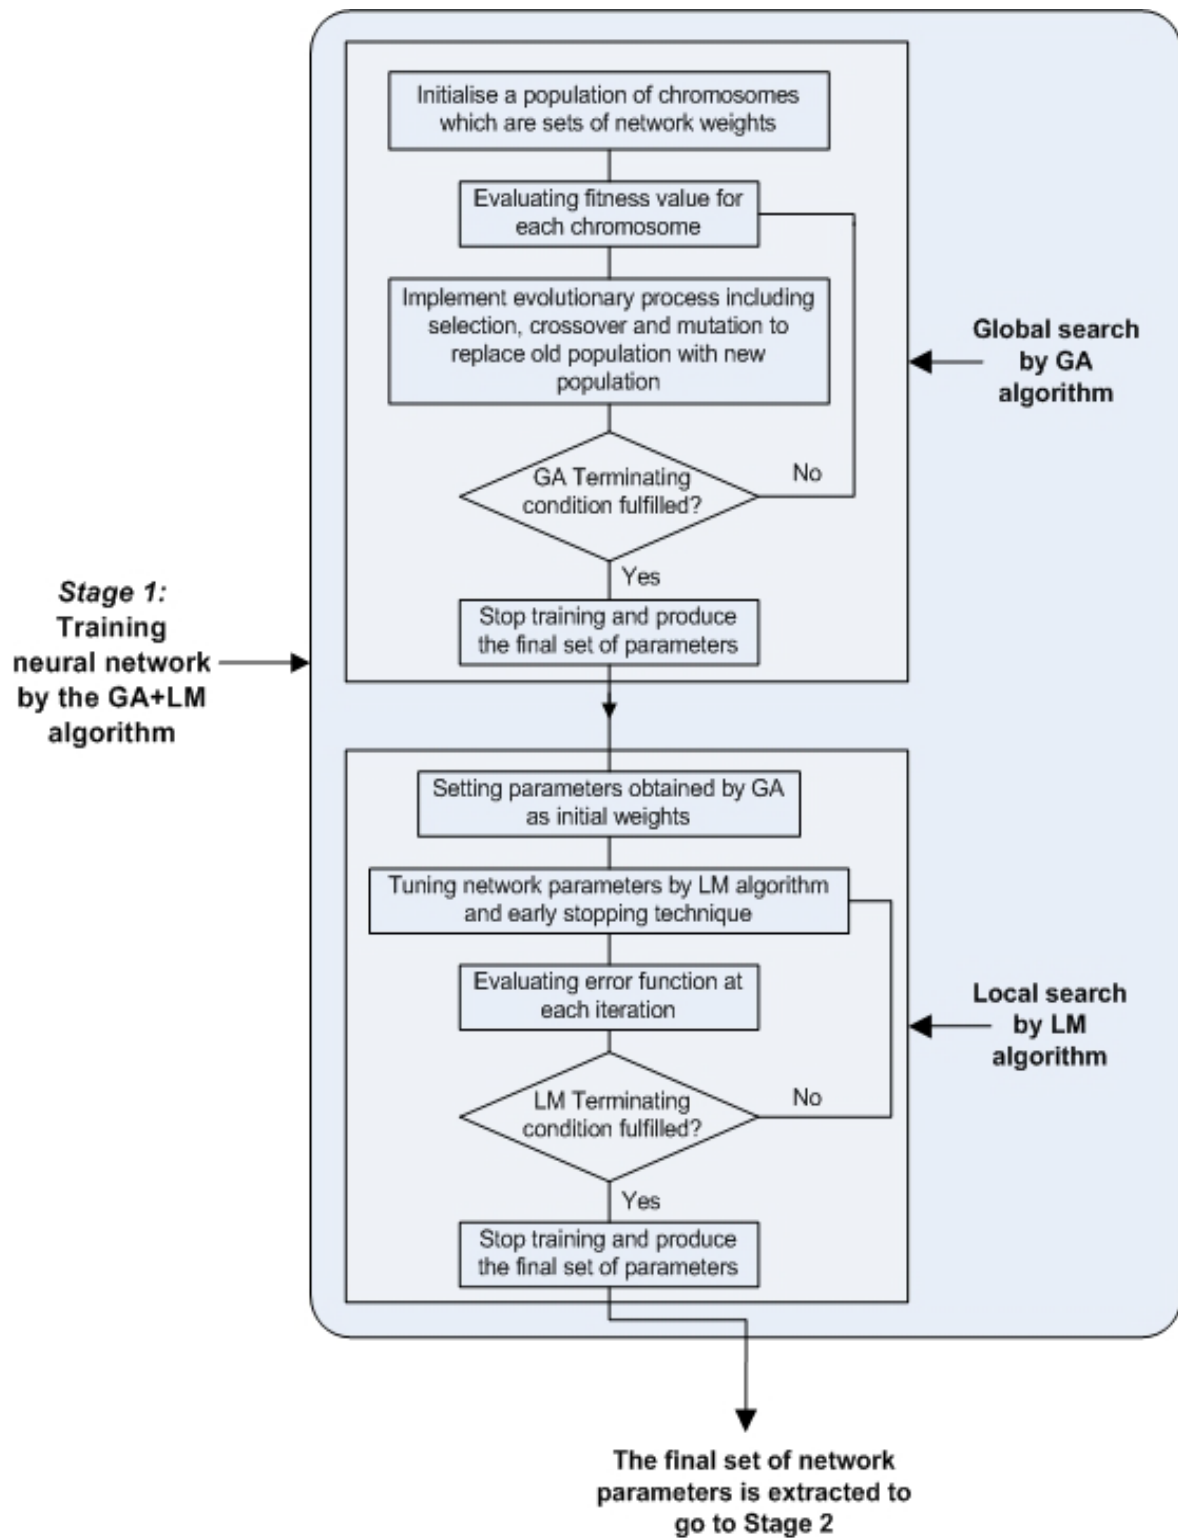 Initialise a population of chromosomes
which are sets of network weights
Evaluating fitness value for
each chromosome
Implement evolutionary process including
selection, crossover and mutation to
replace old population with new
population
Global search
by GA
algorithm
GA Terminating
condition fulfilled?
No
Yes
Stop training and produce
the final set of parameters
Stage 1:
Training
neural network
by the GA+LM
algorithm
Setting parameters obtained by GA
as initial weights
Tuning network parameters by LM algorithm
and early stopping technique
Evaluating error function at
each iteration
Local search
by LM
algorithm
LM Terminating
condition fulfilled?
No
Yes
Stop training and produce
the final set of parameters
The final set of network
parameters is extracted to
go to Stage 2